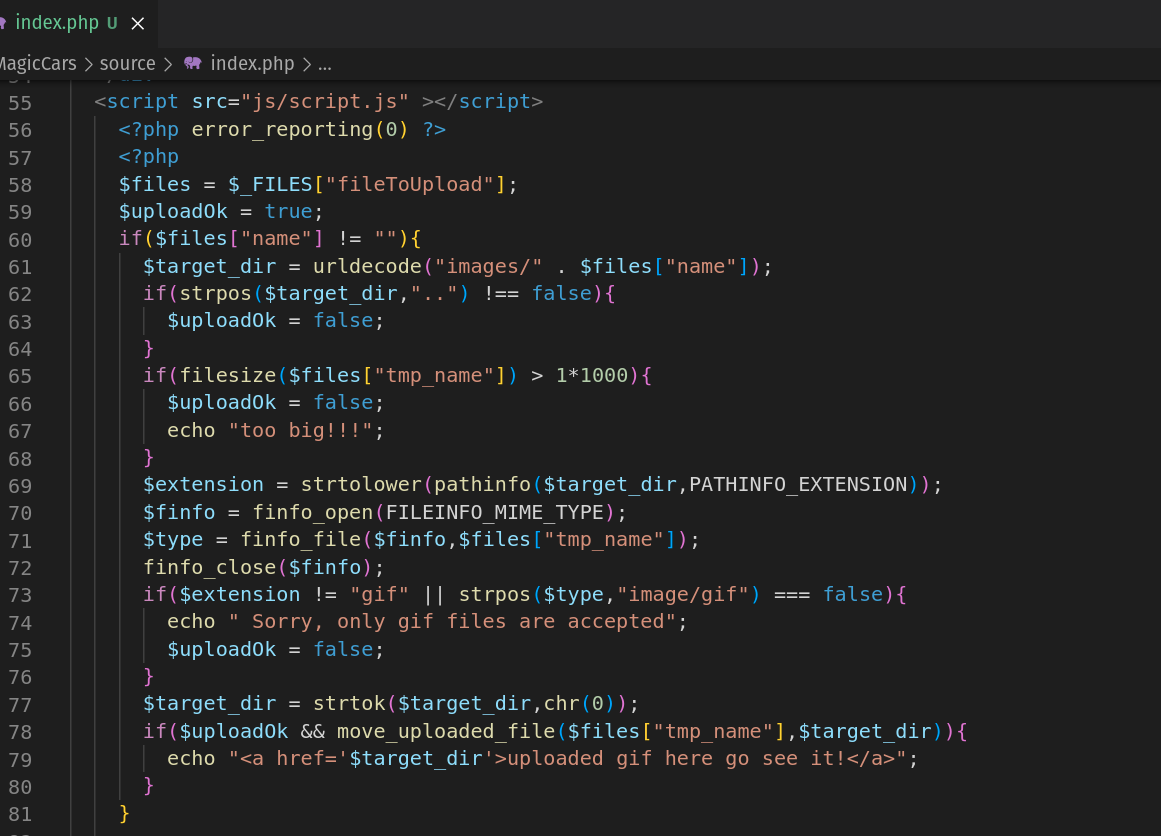 index.php U ×
MagicCars > source > index.php > ...
55 <script src="js/script.js" ></script>
56 <?php error_reporting(0) ?>
57 <?php
58 $files = $_FILES["fileToUpload"];
59 $uploadOk = true;
60 if($files["name"] != ""){
61 $target_dir = urldecode("images/" . $files["name"]);
62 if(strpos($target_dir,"..") !== false){
63 $uploadOk = false;
64 }
65 if(filesize($files["tmp_name"]) > 1*1000){
66 $uploadOk = false;
67 echo "too big!!!";
68 }
69 $extension = strtolower(pathinfo($target_dir,PATHINFO_EXTENSION));
70 $finfo = finfo_open(FILEINFO_MIME_TYPE);
71 $type = finfo_file($finfo,$files["tmp_name"]);
72 finfo_close($finfo);
73 if($extension != "gif" || strpos($type,"image/gif") === false){
74 echo " Sorry, only gif files are accepted";
75 $uploadOk = false;
76 }
77 $target_dir = strtok($target_dir,chr(0));
78 if($uploadOk && move_uploaded_file($files["tmp_name"],$target_dir)){
79 echo "<a href='$target_dir'>uploaded gif here go see it!</a>";
80 }
81 }